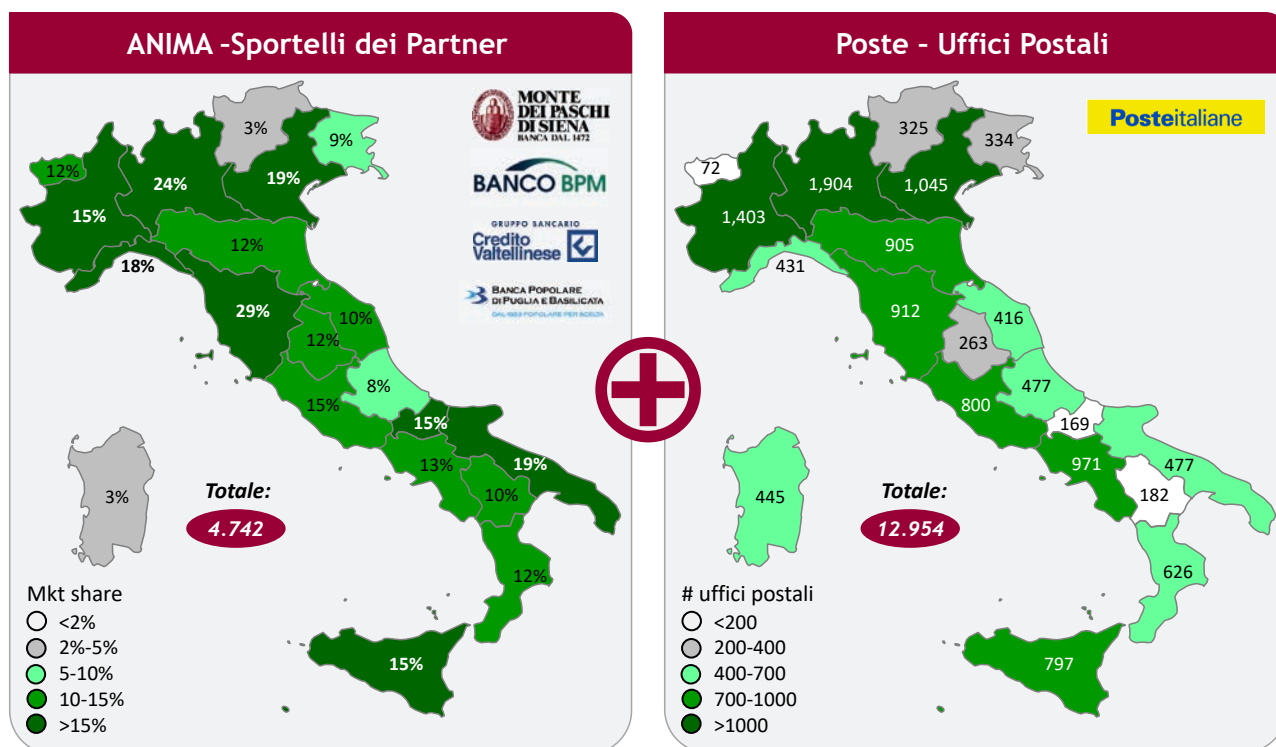 ANIMA –Sportelli dei Partner
MONTE
DEI PASCHI
DI SIENA
BANCA DAL 1472
BANCO BPM
GRUPPO BANCARIO
Credito
Valtellinese
BANCA POPOLARE
DI PUGLIA E BASILICATA
DAL 1883 POPOLARE PER SCELTA
3%
9%
12%
24%
19%
15%
12%
18%
29%
10%
12%
8%
15%
15%
13%
19%
10%
3%
12%
15%
Totale:
4.742
Mkt share
<2%
2%-5%
5-10%
10-15%
>15%
Poste – Uffici Postali
Posteitaliane
325
334
72
1,904
1,045
1,403
905
431
912
416
263
477
800
169
971
477
182
445
626
797
Totale:
12.954
# uffici postali
<200
200-400
400-700
700-1000
>1000